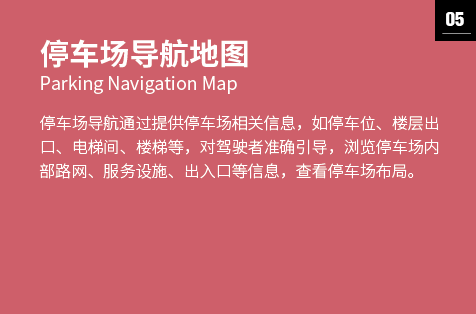 05
停车场导航地图
Parking Navigation Map
停车场导航通过提供停车场相关信息，如停车位、楼层出
口、电梯间、楼梯等，对驾驶者准确引导，浏览停车场内
部路网、服务设施、出入口等信息，查看停车场布局。